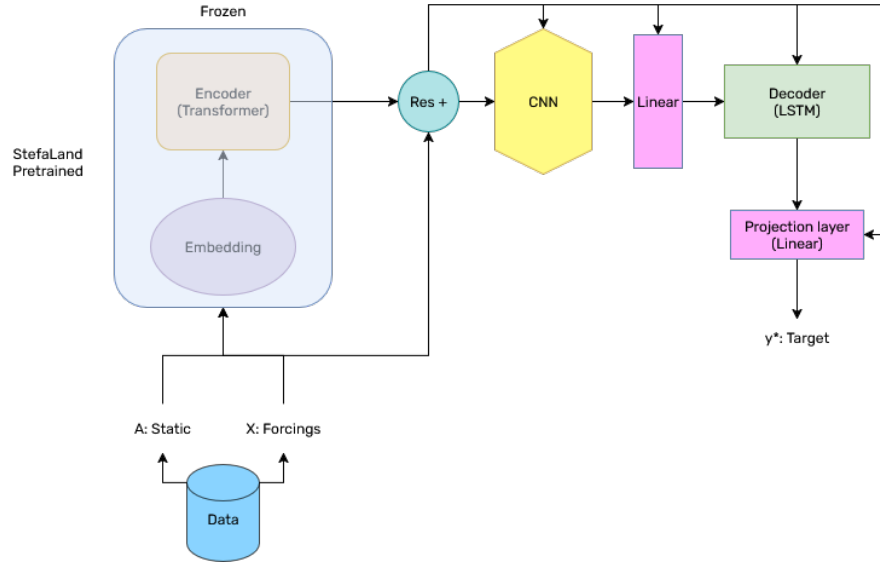 Frozen
Encoder
(Transformer)
Res +
CNN
Linear
Decoder
(LSTM)
StefaLand
Pretrained
Embedding
Projection layer
(Linear)
y*: Target
A: Static
X: Forcings
Data